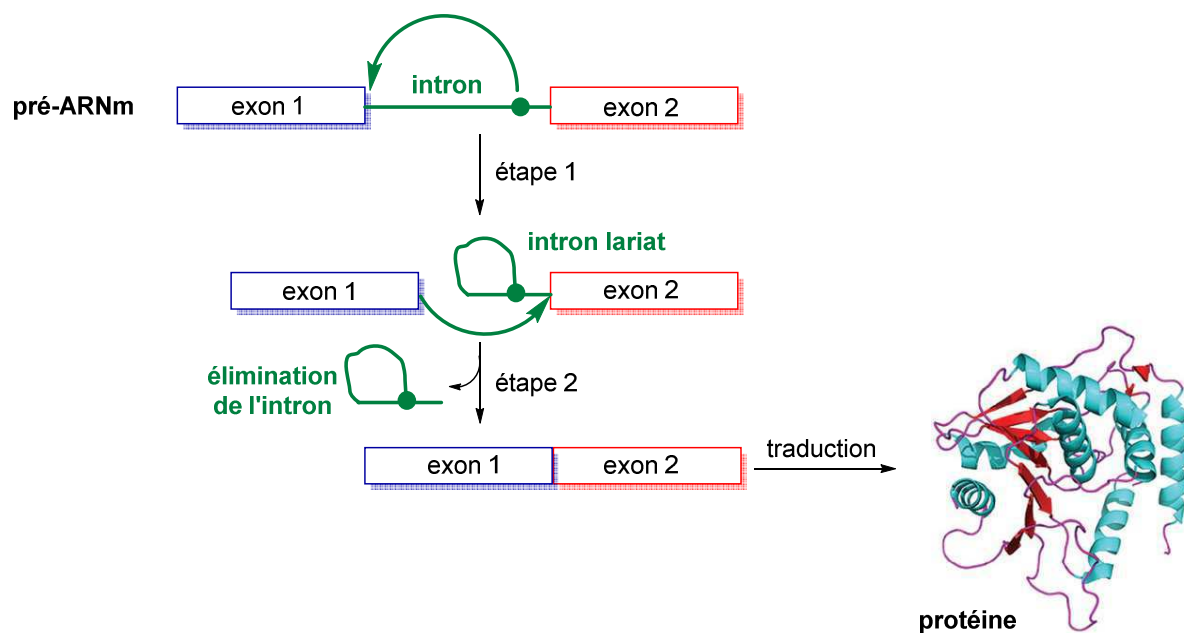 intron
pré-ARNm
exon 1
exon 2
étape 1
intron lariat
exon 1
exon 2
élimination
de l'intron
étape 2
exon 1
exon 2
traduction
protéine